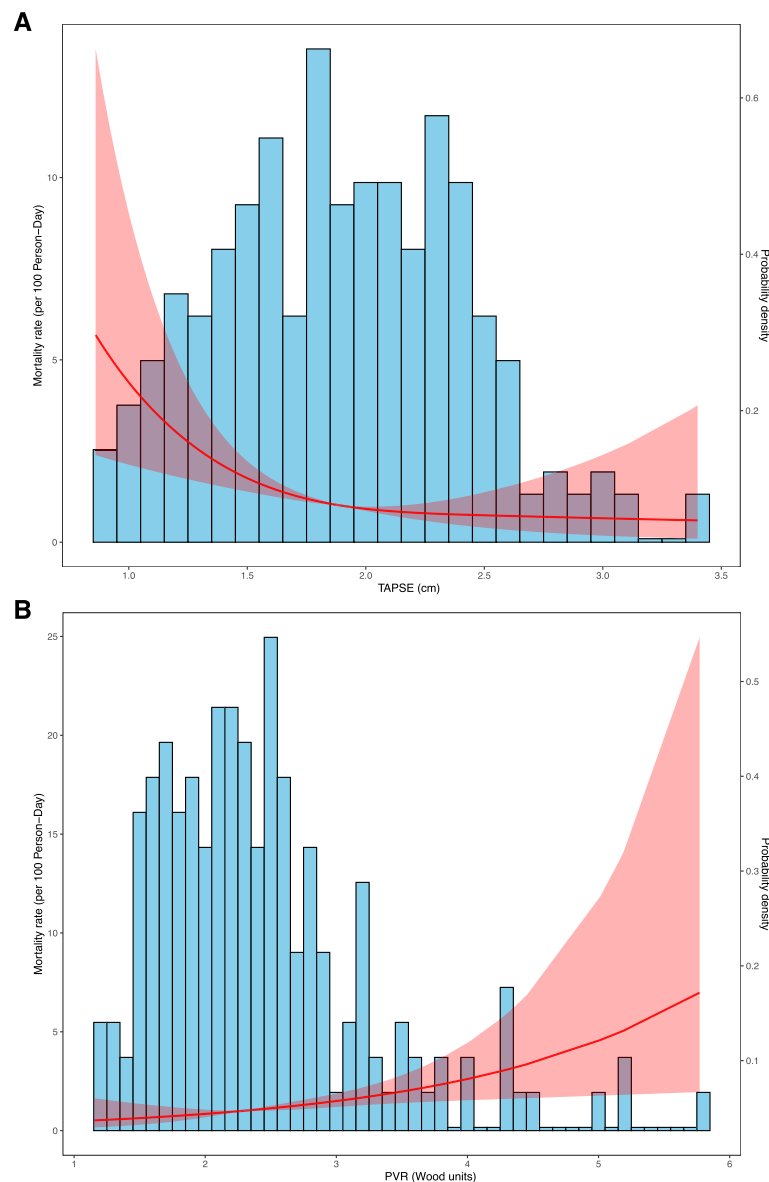 A
Mortality rate (per 100 Person−Day)
10
5
0
0.6
0.4
0.2
Probability density
1.0 1.5 2.0 2.5 3.0 3.5
TAPSE (cm)
B
Mortality rate (per 100 Person−Day)
25
20
15
10
5
0
0.5
0.4
0.3
0.2
0.1
Probability density
1 2 3 4 5 6
PVR (Wood units)